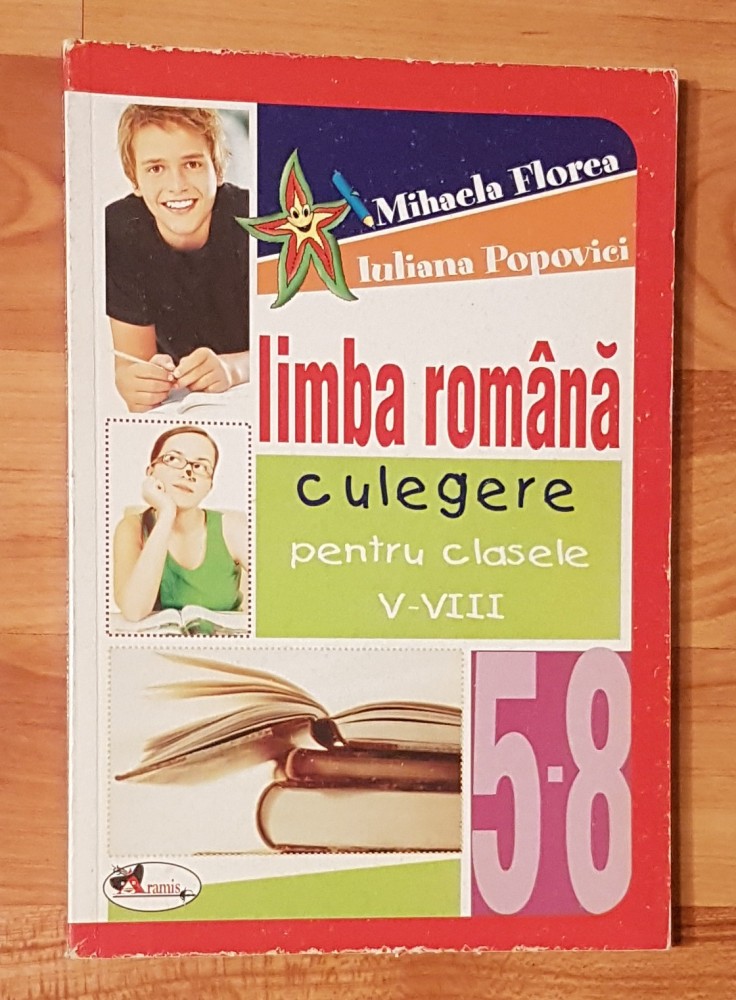 Mihaela Florea
Iuliana Popovici
limba română
culegere
pentru clasele
V-VIII
5-8
Aramis